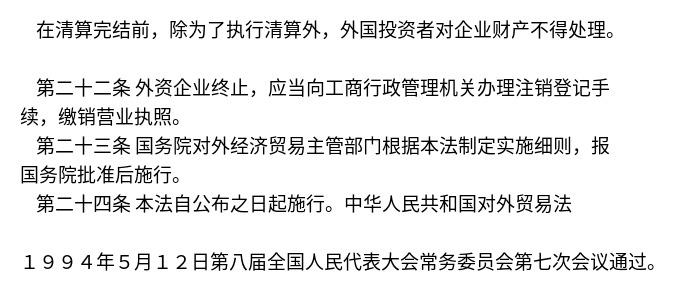 在清算完结前，除为了执行清算外，外国投资者对企业财产不得处理。
第二十二条 外资企业终止，应当向工商行政管理机关办理注销登记手
续，缴销营业执照。
第二十三条 国务院对外经济贸易主管部门根据本法制定实施细则，报
国务院批准后施行。
第二十四条 本法自公布之日起施行。中华人民共和国对外贸易法
１９９４年５月１２日第八届全国人民代表大会常务委员会第七次会议通过。